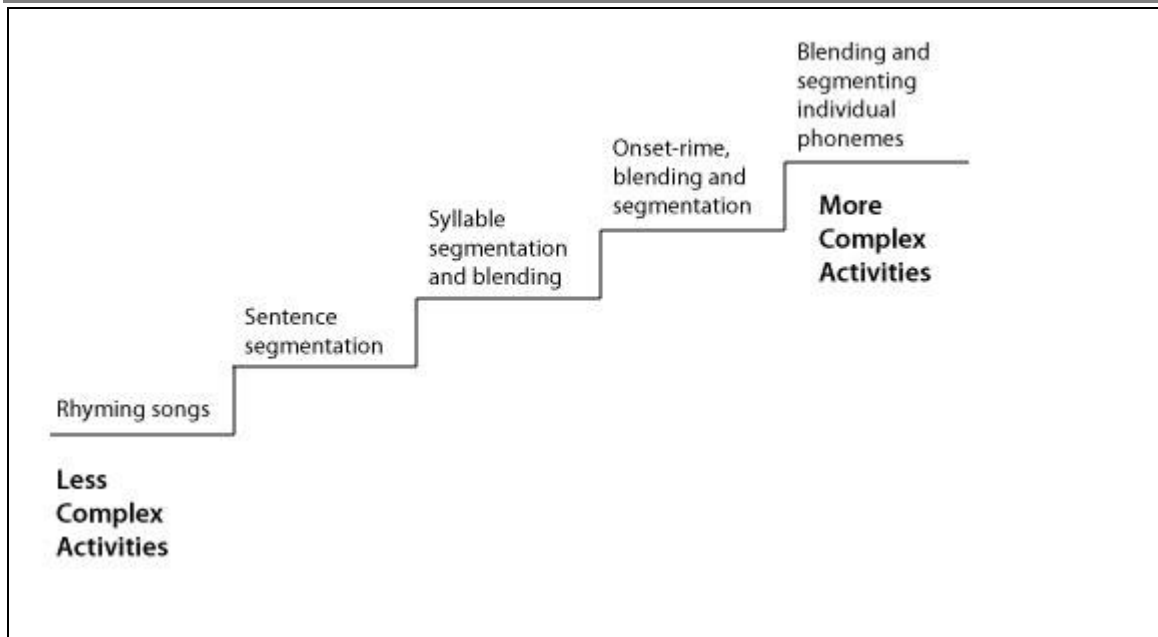 Rhyming songs
Less
Complex
Activities
Sentence
segmentation
Syllable
segmentation
and blending
Onset-rime,
blending and
segmentation
Blending and
segmenting
individual
phonemes
More
Complex
Activities